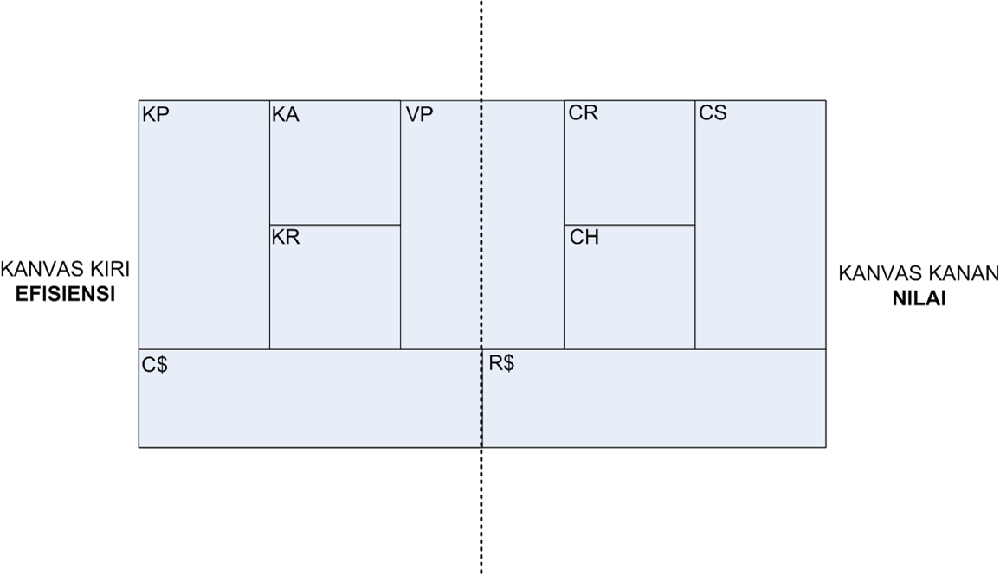 KP
KA
VP
CR
CS
KR
CH
KANVAS KIRI
EFISIENSI
KANVAS KANAN
NILAI
C$
R$